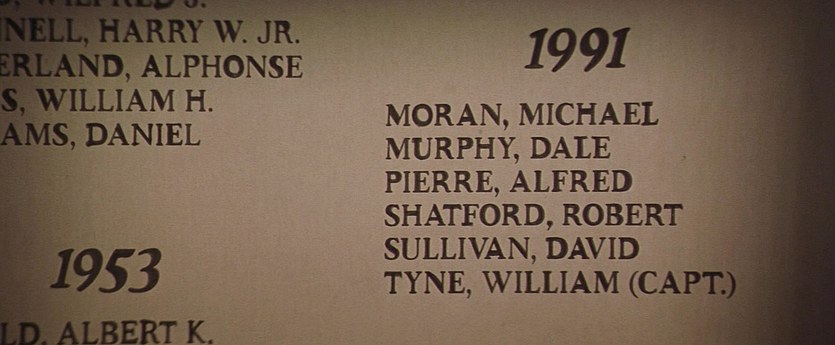 WILFRED J.
NELL, HARRY W. JR.
ERLAND, ALPHONSE
S, WILLIAM H.
AMS, DANIEL
1953
LD, ALBERT K.
1991
MORAN, MICHAEL
MURPHY, DALE
PIERRE, ALFRED
SHATFORD, ROBERT
SULLIVAN, DAVID
TYNE, WILLIAM (CAPT.)